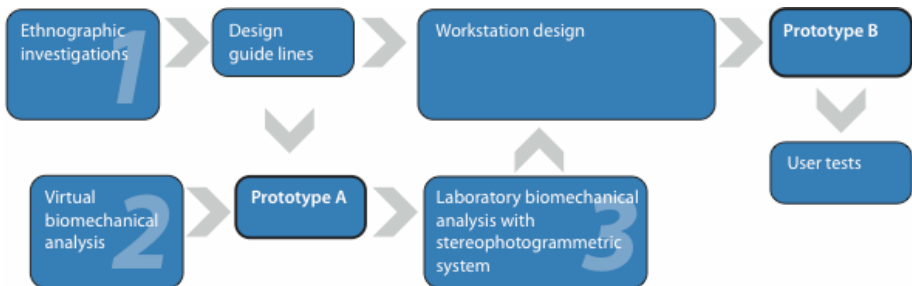 Ethnographic
investigations
1
Design
guide lines
Workstation design
Prototype B
User tests
Virtual
biomechanical
analysis
2
Prototype A
Laboratory biomechanical
analysis with
stereophotogrammetric
system
3